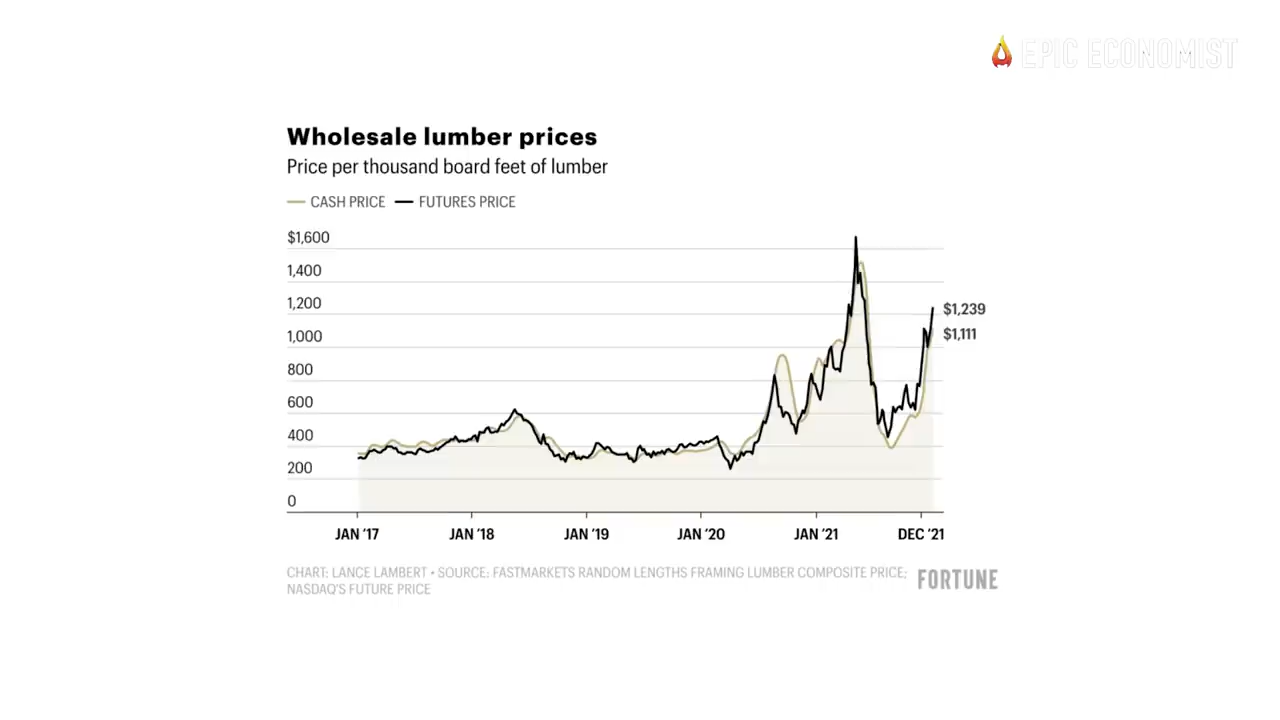 EPIC ECONOMIST
Wholesale lumber prices
Price per thousand board feet of lumber
CASH PRICE FUTURES PRICE
$1,600
1,400
1,200
$1,239
1,000
$1,111
800
600
400
200
0
JAN '17 JAN '18 JAN '19 JAN '20 JAN '21 DEC '21
CHART: LANCE LAMBERT • SOURCE: FASTMARKETS RANDOM LENGTHS FRAMING LUMBER COMPOSITE PRICE;
NASDAQ'S FUTURE PRICE
FORTUNE